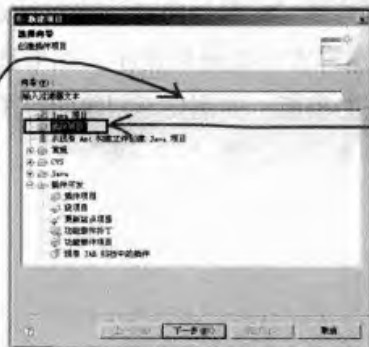 新建项目
选择向导
创建插件项目
向导(W):
输入过滤器文本
Java 项目
从现有 Ant 构建文件创建 Java 项目
常规
CVS
Java
插件开发
插件项目
段项目
更新站点项目
功能部件补丁
功能部件项目
现有 JAR 归档中的插件
下一步(N) >
取消